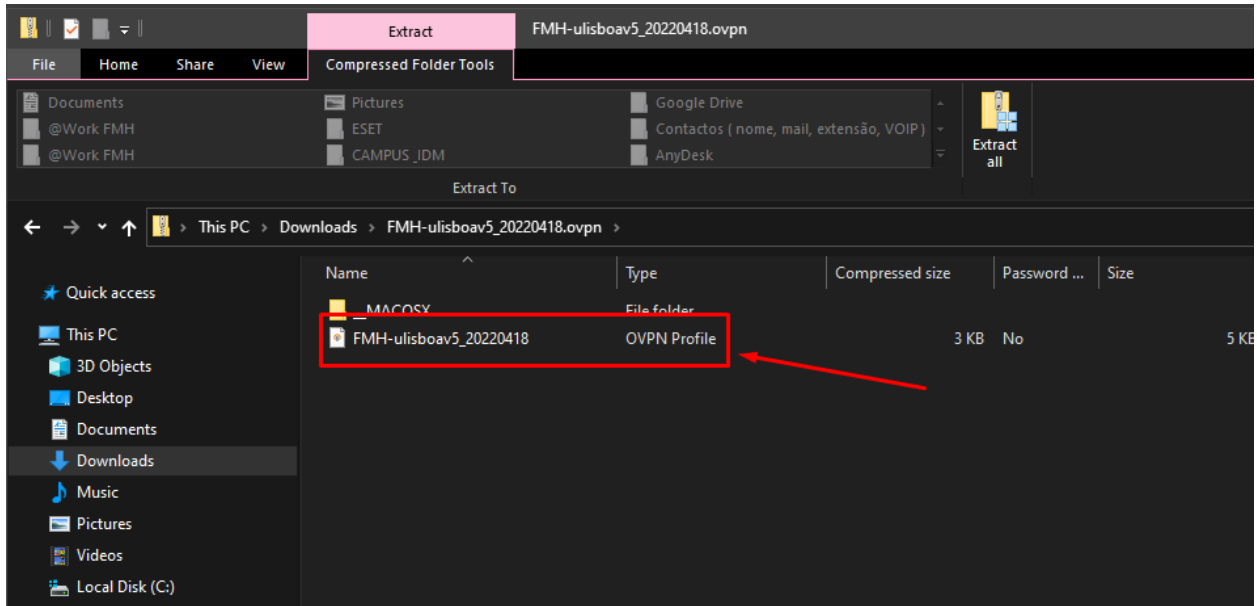 Extract FMH-ulisboav5_20220418.ovpn
File Home Share View Compressed Folder Tools
Documents Pictures Google Drive
@Work FMH ESET Contactos ( nome, mail, extensão, VOIP )
@Work FMH CAMPUS_IDM AnyDesk
Extract all
Extract To
This PC > Downloads > FMH-ulisboav5_20220418.ovpn >
Name Type Compressed size Password ... Size
Quick access
__MACOSX File folder
This PC
FMH-ulisboav5_20220418 OVPN Profile 3 KB No 5 KB
3D Objects
Desktop
Documents
Downloads
Music
Pictures
Videos
Local Disk (C:)